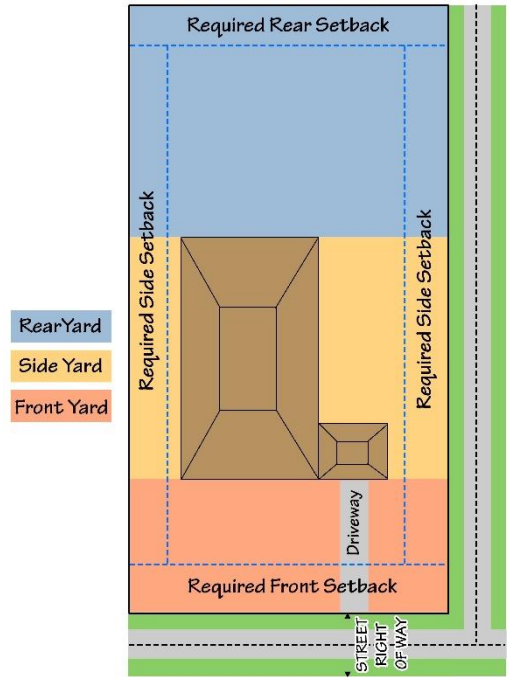 Required Rear Setback
Required Side Setback
Required Side Setback
RearYard
Side Yard
Front Yard
Driveway
Required Front Setback
STREET
RIGHT
OF WAY